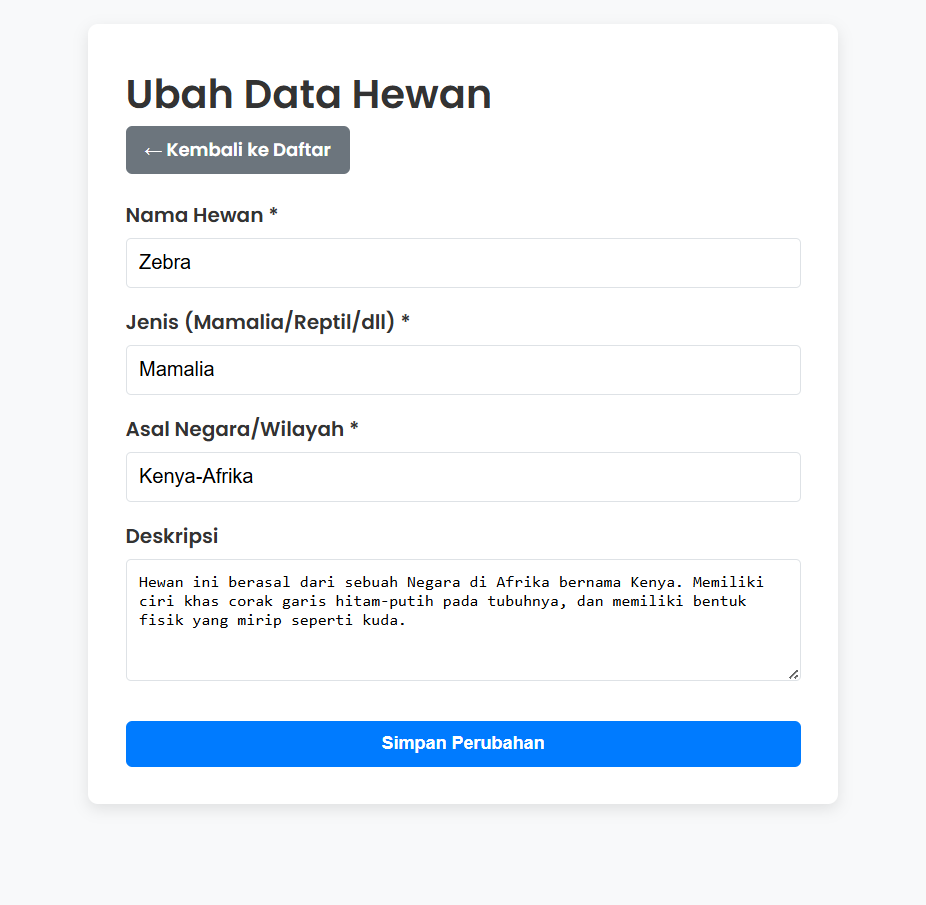 Ubah Data Hewan
← Kembali ke Daftar
Nama Hewan *
Zebra
Jenis (Mamalia/Reptil/dll) *
Mamalia
Asal Negara/Wilayah *
Kenya-Afrika
Deskripsi
Hewan ini berasal dari sebuah Negara di Afrika bernama Kenya. Memiliki
ciri khas corak garis hitam-putih pada tubuhnya, dan memiliki bentuk
fisik yang mirip seperti kuda.
Simpan Perubahan